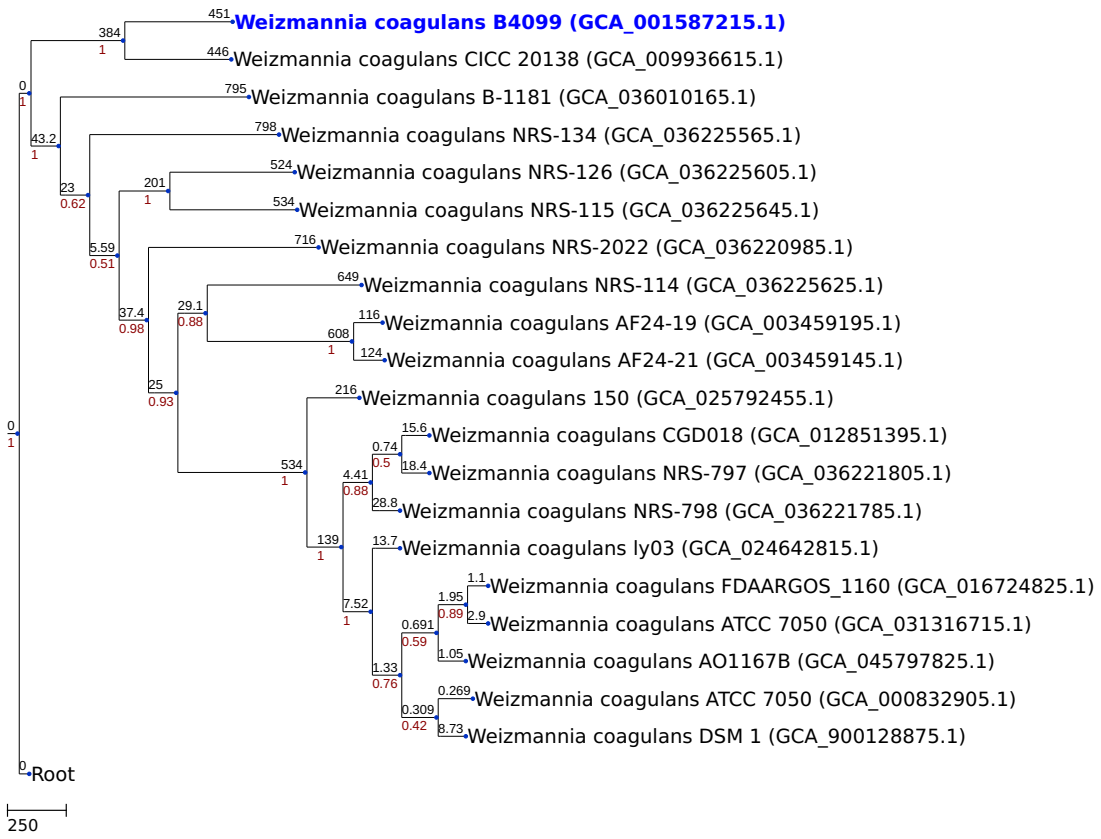 451 Weizmannia coagulans B4099 (GCA_001587215.1)
384
1
446 Weizmannia coagulans CICC 20138 (GCA_009936615.1)
0
1
795 Weizmannia coagulans B-1181 (GCA_036010165.1)
43.2
1
798 Weizmannia coagulans NRS-134 (GCA_036225565.1)
524 Weizmannia coagulans NRS-126 (GCA_036225605.1)
23
0.62
201
1
534 Weizmannia coagulans NRS-115 (GCA_036225645.1)
716 Weizmannia coagulans NRS-2022 (GCA_036220985.1)
5.59
0.51
649 Weizmannia coagulans NRS-114 (GCA_036225625.1)
37.4
0.98
29.1
0.88
116 Weizmannia coagulans AF24-19 (GCA_003459195.1)
608
1
124 Weizmannia coagulans AF24-21 (GCA_003459145.1)
25
0.93
216 Weizmannia coagulans 150 (GCA_025792455.1)
0
1
15.6 Weizmannia coagulans CGD018 (GCA_012851395.1)
0.74
0.5
18.4 Weizmannia coagulans NRS-797 (GCA_036221805.1)
534
1
4.41
0.88
28.8 Weizmannia coagulans NRS-798 (GCA_036221785.1)
139
1
13.7 Weizmannia coagulans ly03 (GCA_024642815.1)
1.1 Weizmannia coagulans FDAARGOS_1160 (GCA_016724825.1)
7.52
1
1.95
0.89
2.9 Weizmannia coagulans ATCC 7050 (GCA_031316715.1)
0.691
0.59
1.05 Weizmannia coagulans AO1167B (GCA_045797825.1)
1.33
0.76
0.269 Weizmannia coagulans ATCC 7050 (GCA_000832905.1)
0.309
0.42
8.73 Weizmannia coagulans DSM 1 (GCA_900128875.1)
0 Root
250